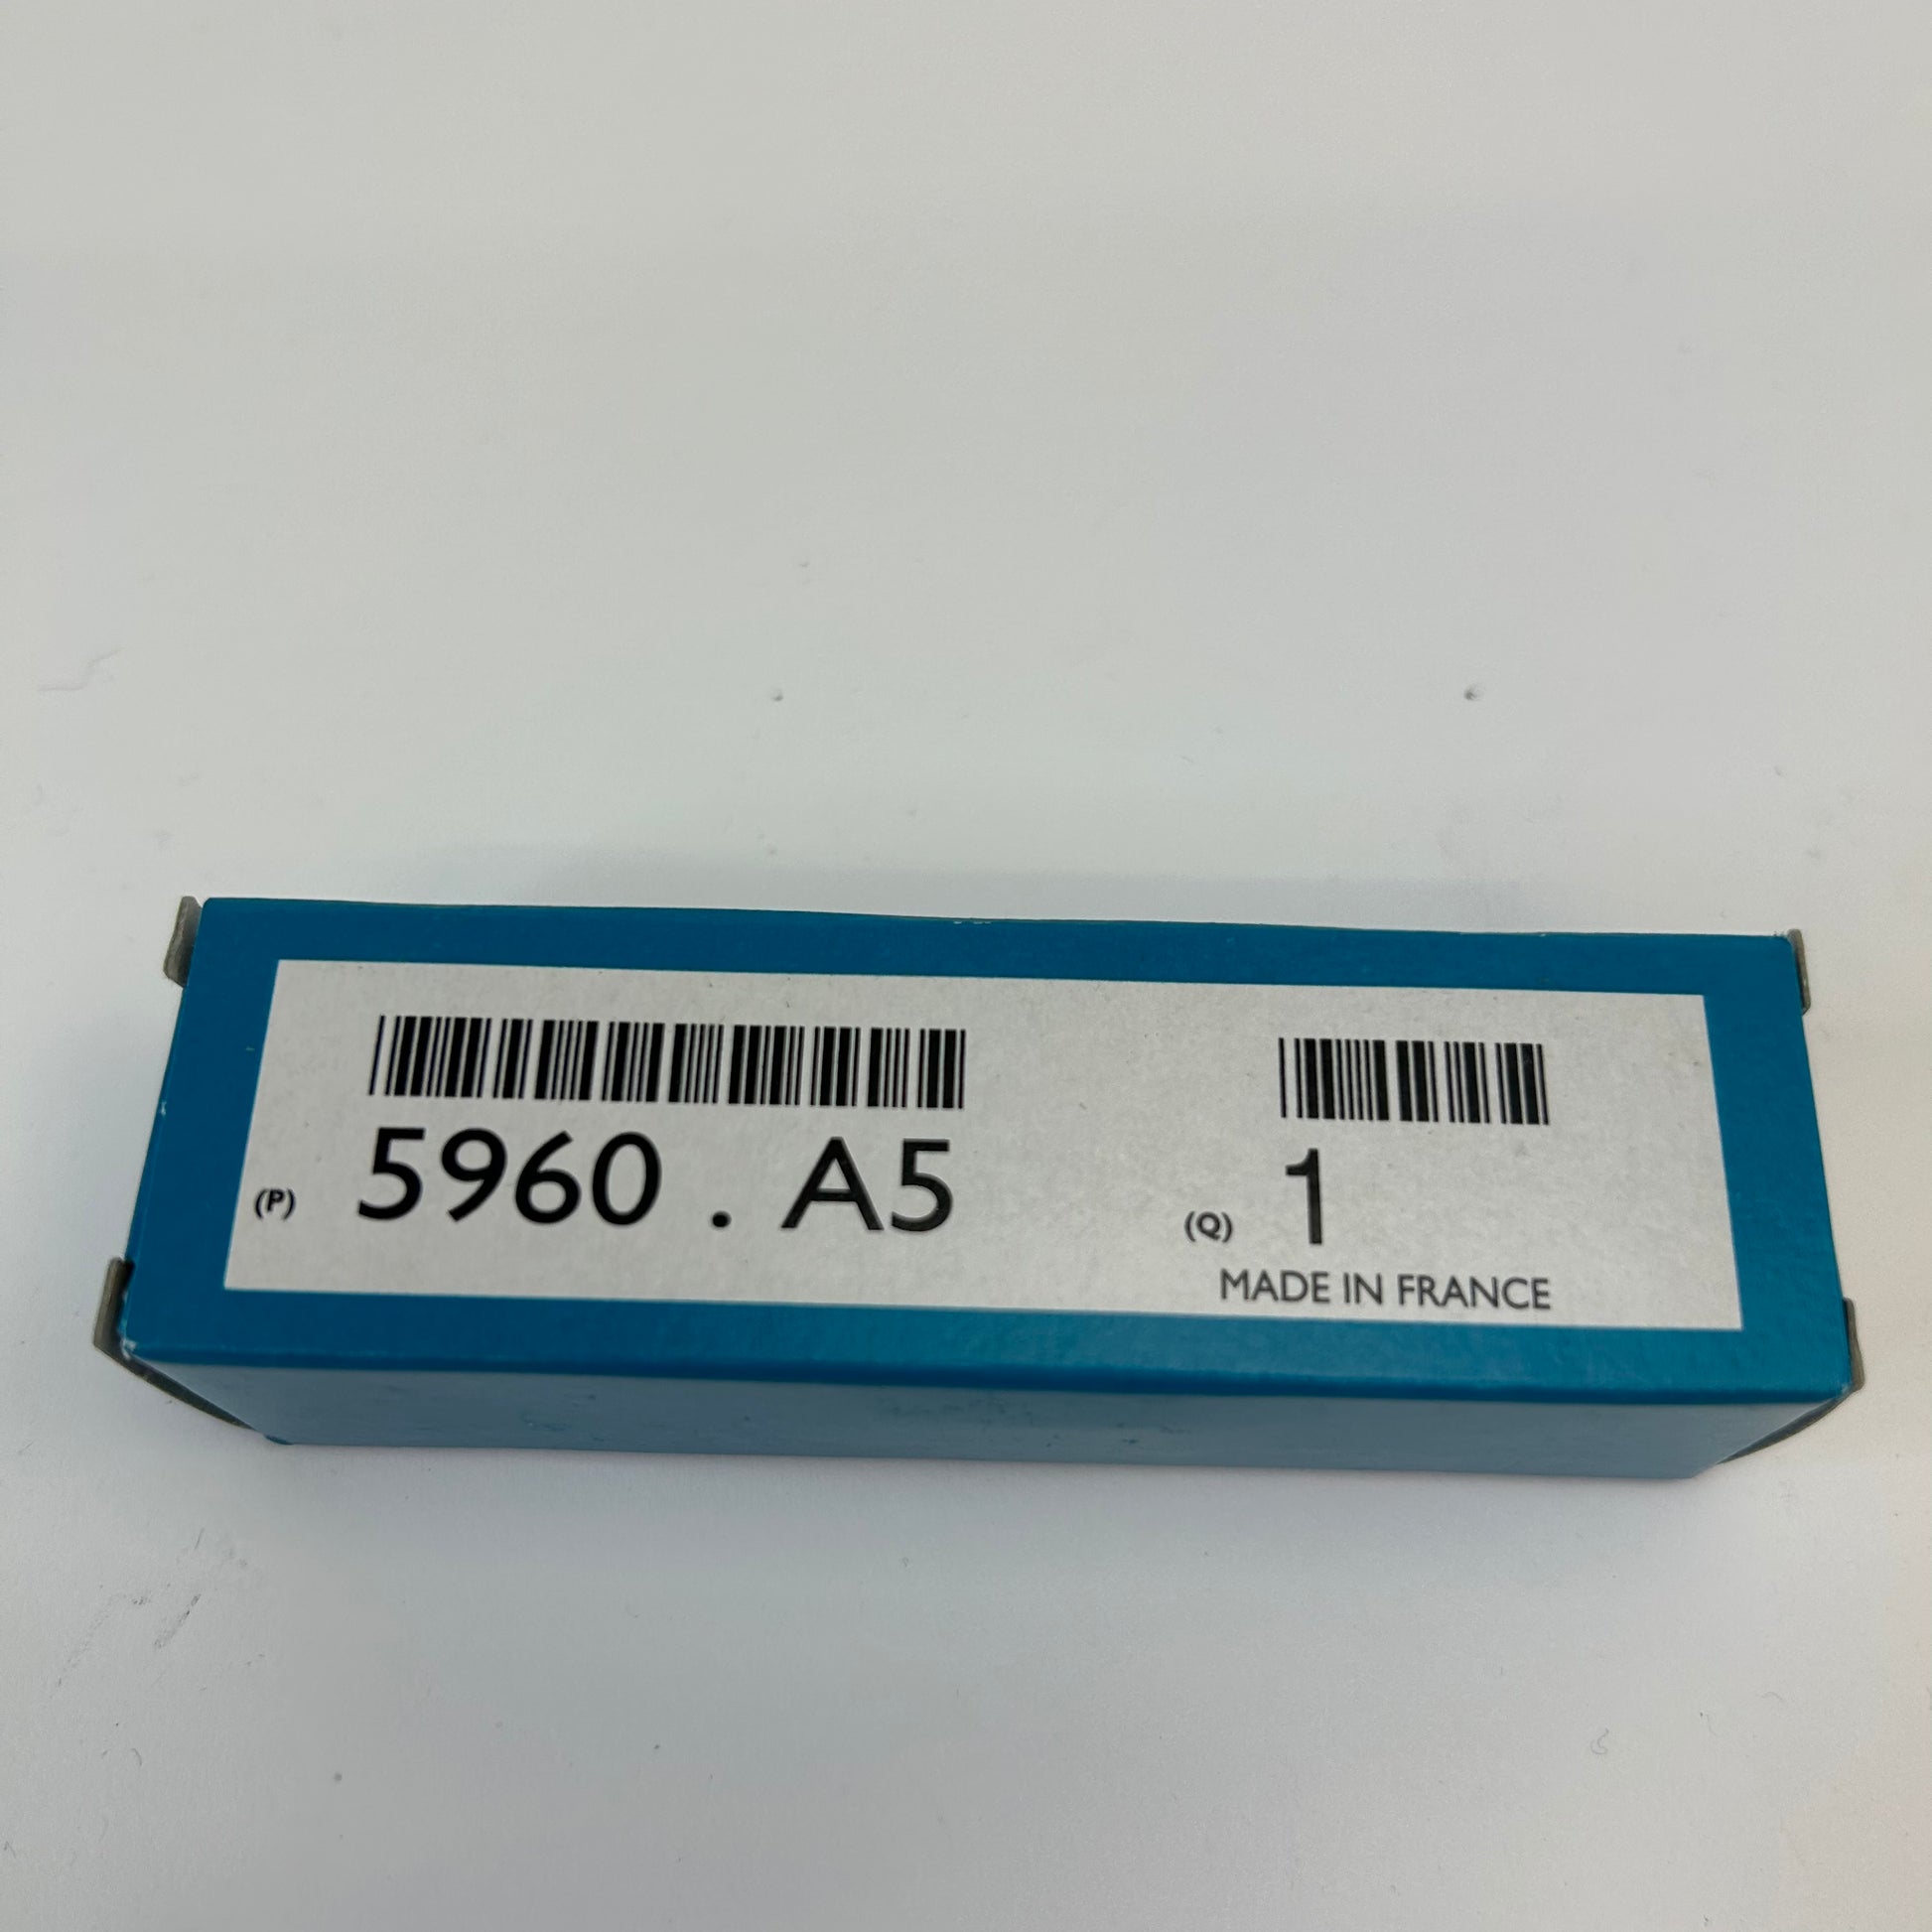 (P) 5960 . A5
(Q) 1
MADE IN FRANCE